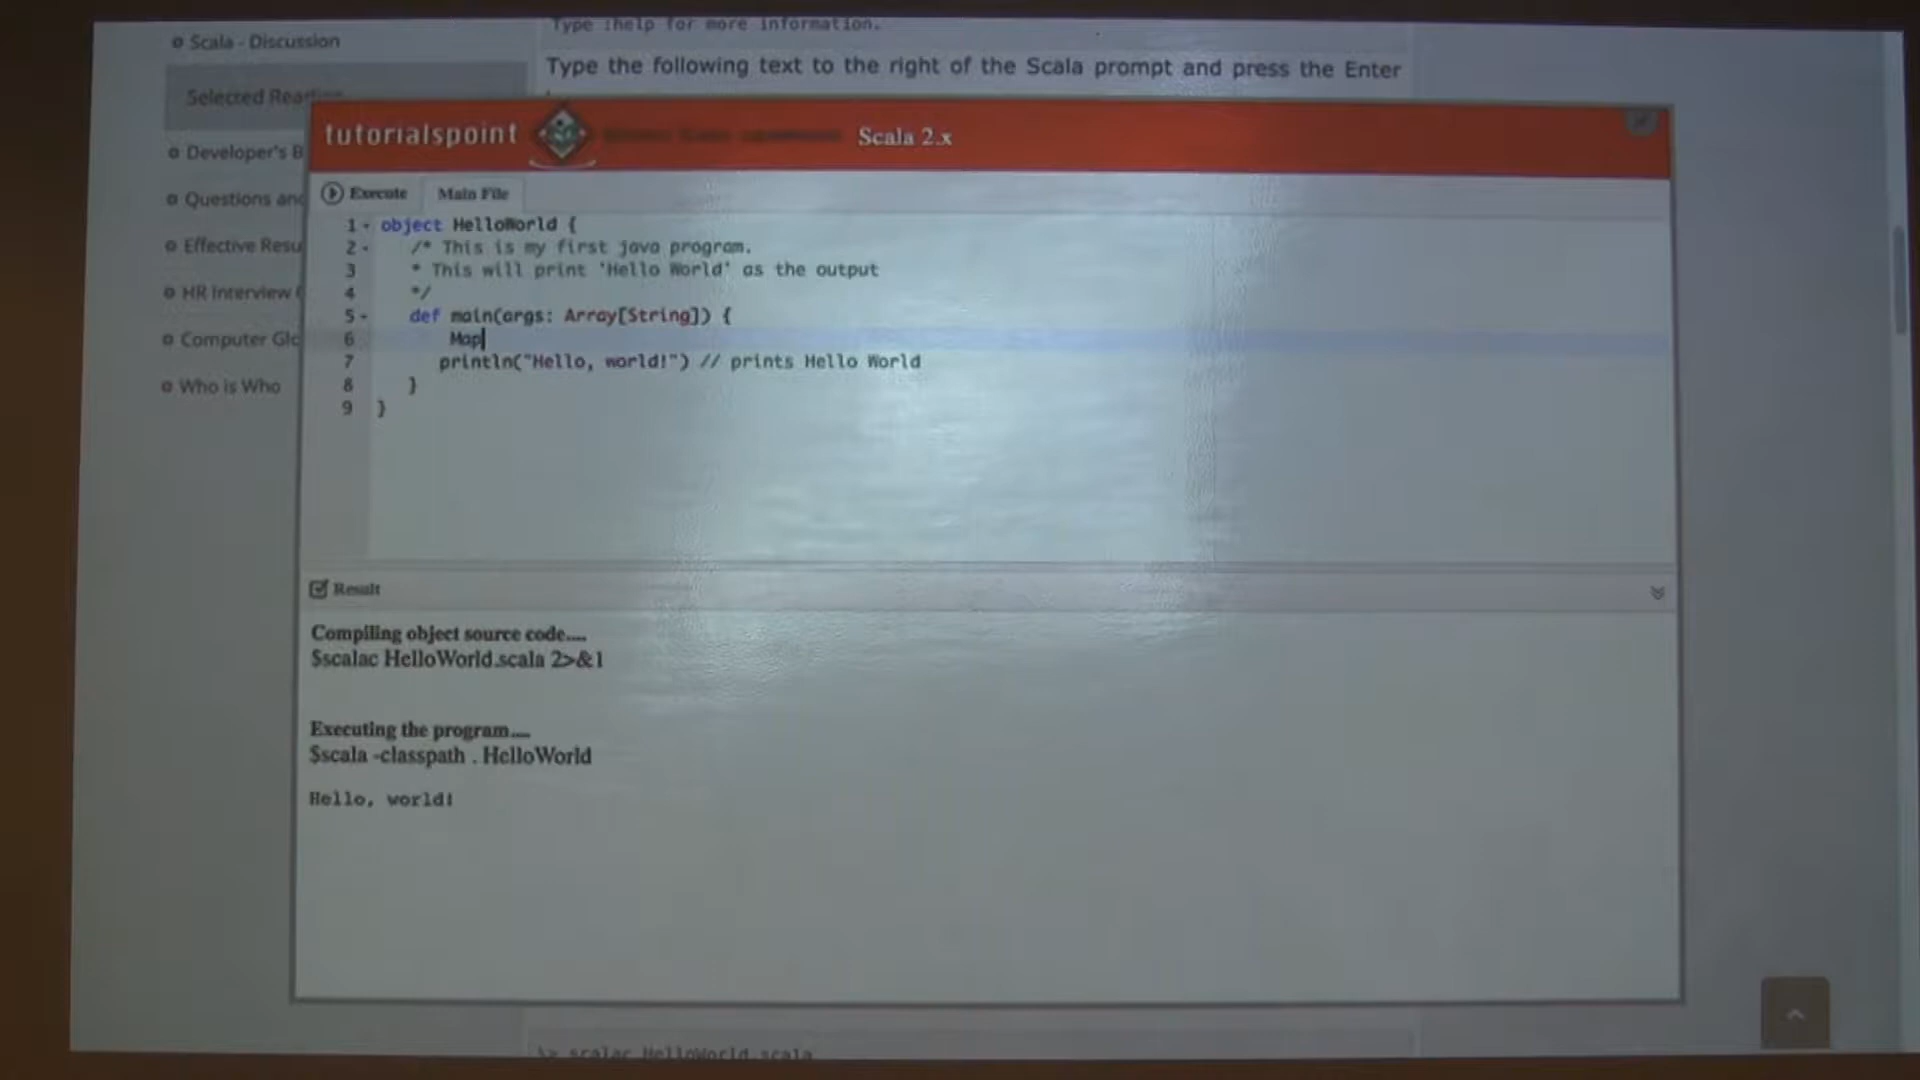 Type :help for more information.
Scala - Discussion
Type the following text to the right of the Scala prompt and press the Enter
Selected
Developer's B
Questions and
Effective Resu
HR Interview
Computer Glo
Who is Who
tutorialspoint
Scala 2.x
Execute
Main File
1 object HelloWorld {
2 /* This is my first java program.
3 * This will print 'Hello World' as the output
4 */
5 def main(args: Array[String]) {
6 Map
7 println("Hello, world!") // prints Hello World
8 }
9 }
Result
Compiling object source code....
$scalac HelloWorld.scala 2>&1
Executing the program....
$scala -classpath . HelloWorld
Hello, world!
\> scalac HelloWorld.scala